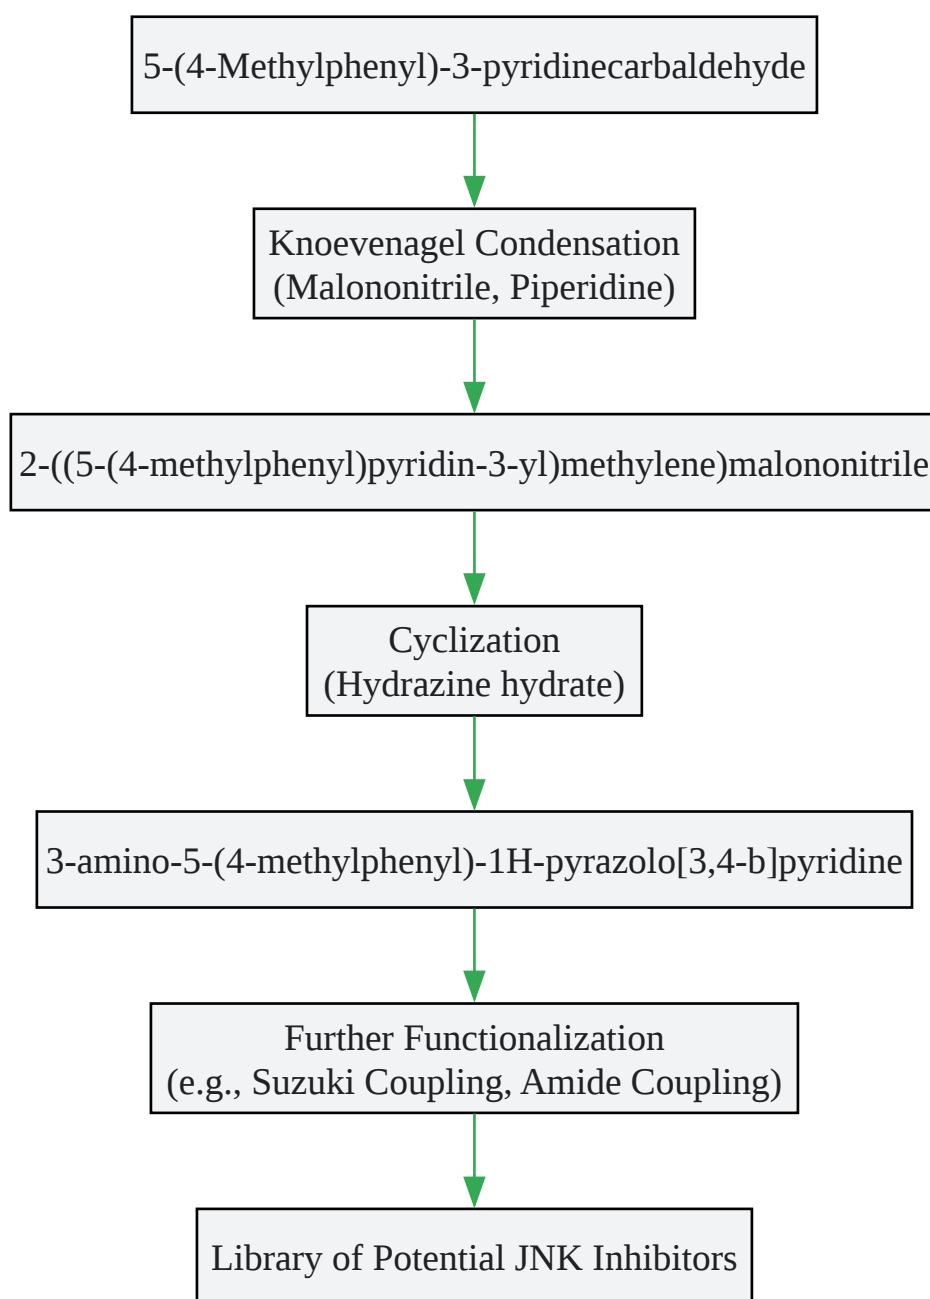 5-(4-Methylphenyl)-3-pyridinecarbaldehyde
Knoevenagel Condensation
(Malononitrile, Piperidine)
2-((5-(4-methylphenyl)pyridin-3-yl)methylene)malononitrile
Cyclization
(Hydrazine hydrate)
3-amino-5-(4-methylphenyl)-1H-pyrazolo[3,4-b]pyridine
Further Functionalization
(e.g., Suzuki Coupling, Amide Coupling)
Library of Potential JNK Inhibitors